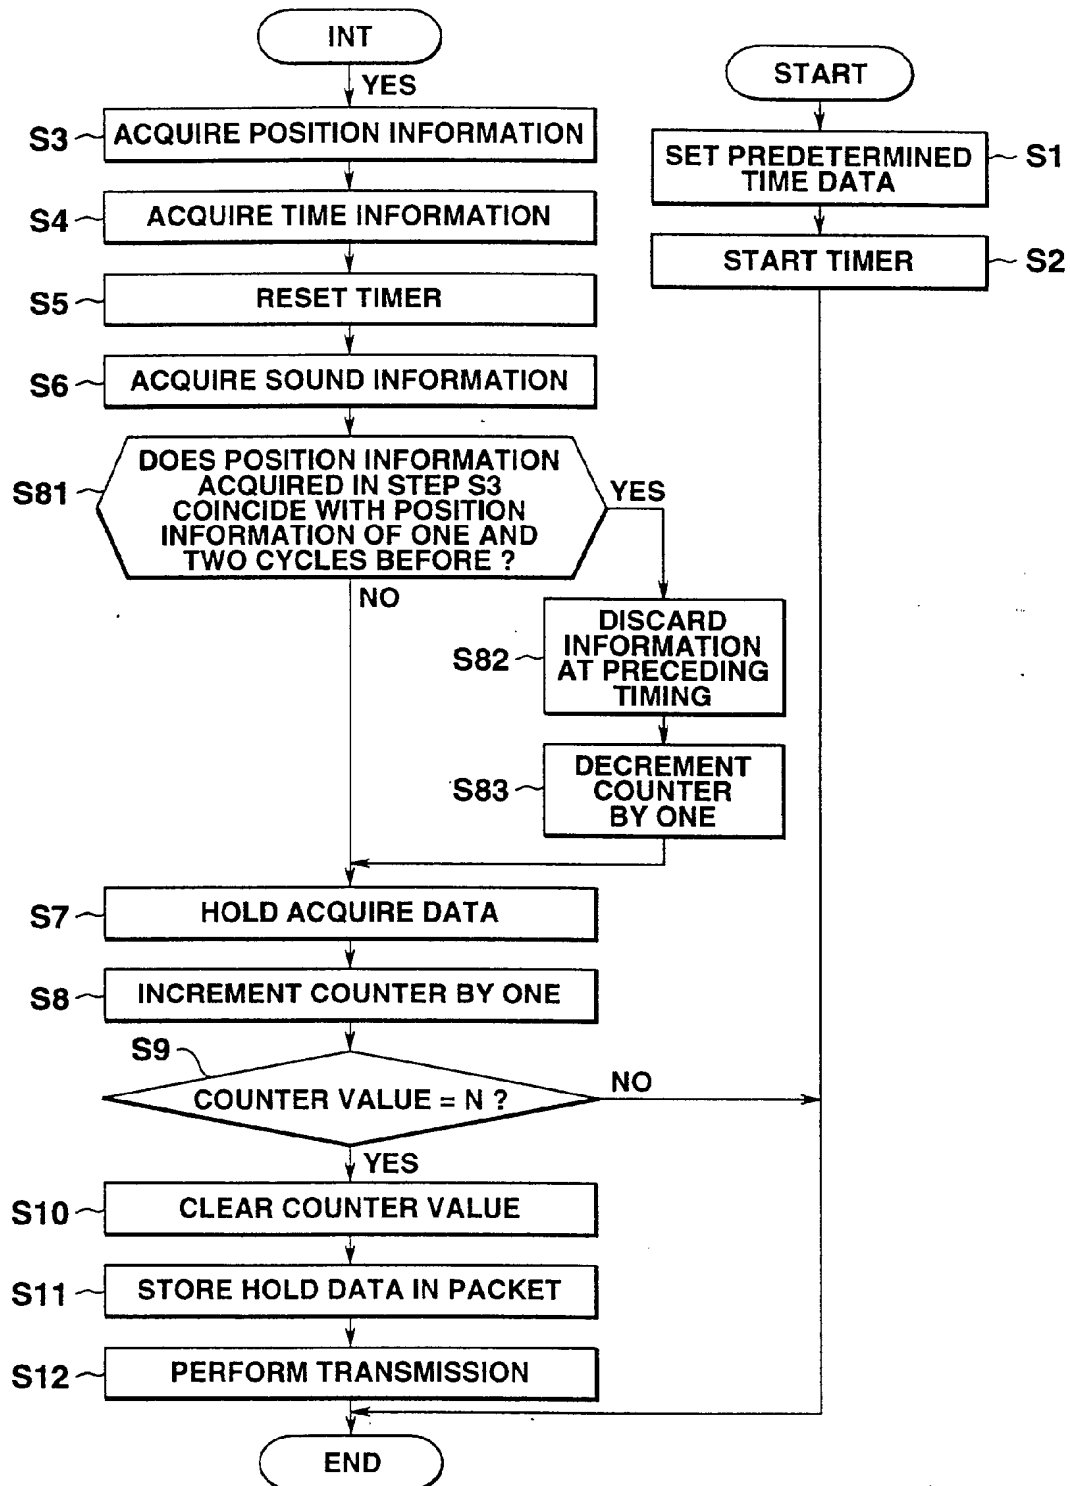 INT
YES
S3
ACQUIRE POSITION INFORMATION
S4
ACQUIRE TIME INFORMATION
S5
RESET TIMER
S6
ACQUIRE SOUND INFORMATION
S81
DOES POSITION INFORMATION
ACQUIRED IN STEP S3
COINCIDE WITH POSITION
INFORMATION OF ONE AND
TWO CYCLES BEFORE ?
YES
NO
S82
DISCARD
INFORMATION
AT PRECEDING
TIMING
S83
DECREMENT
COUNTER
BY ONE
S7
HOLD ACQUIRE DATA
S8
INCREMENT COUNTER BY ONE
S9
COUNTER VALUE = N ?
NO
YES
S10
CLEAR COUNTER VALUE
S11
STORE HOLD DATA IN PACKET
S12
PERFORM TRANSMISSION
END
START
SET PREDETERMINED
TIME DATA
S1
START TIMER
S2